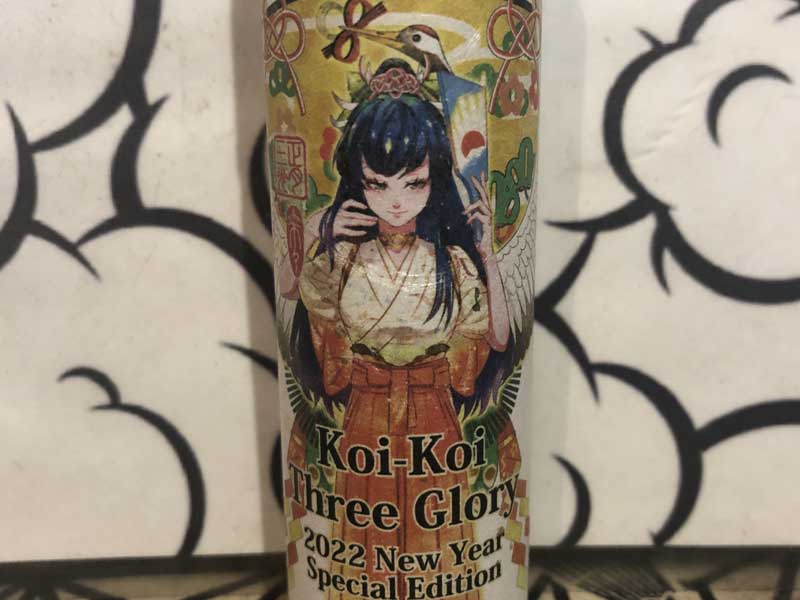 Koi-Koi
Three Glory
2022 New Year
Special Edition